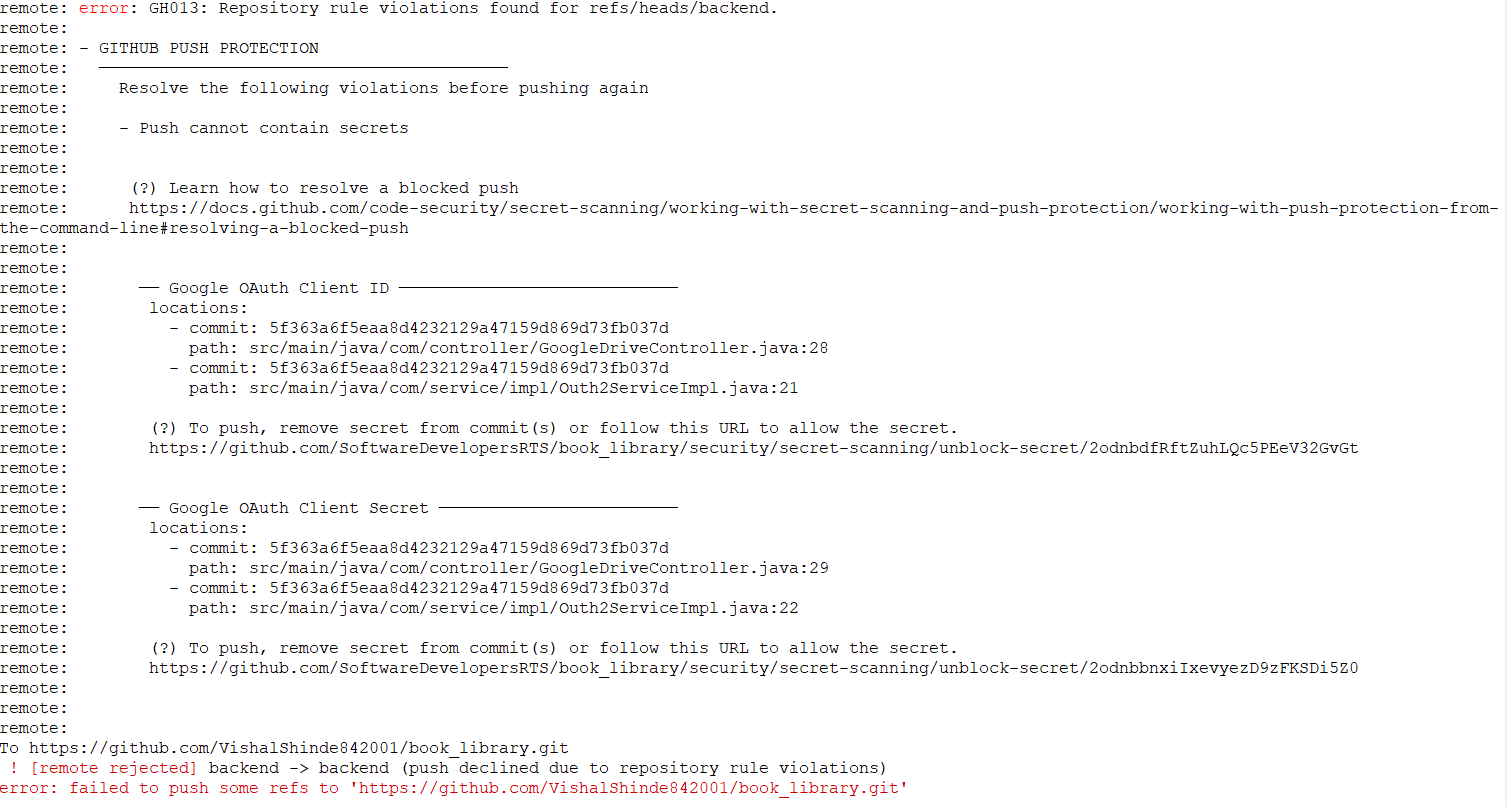 remote: error: GH013: Repository rule violations found for refs/heads/backend.
remote:
remote: - GITHUB PUSH PROTECTION
remote: —————————————————————————————————————————
remote: Resolve the following violations before pushing again
remote:
remote: - Push cannot contain secrets
remote:
remote:
remote: (?) Learn how to resolve a blocked push
remote: https://docs.github.com/code-security/secret-scanning/working-with-secret-scanning-and-push-protection/working-with-push-protection-from-
the-command-line#resolving-a-blocked-push
remote:
remote:
remote: —— Google OAuth Client ID ————————————————————————————
remote: locations:
remote: - commit: 5f363a6f5eaa8d4232129a47159d869d73fb037d
remote: path: src/main/java/com/controller/GoogleDriveController.java:28
remote: - commit: 5f363a6f5eaa8d4232129a47159d869d73fb037d
remote: path: src/main/java/com/service/impl/Outh2ServiceImpl.java:21
remote:
remote: (?) To push, remove secret from commit(s) or follow this URL to allow the secret.
remote: https://github.com/SoftwareDevelopersRTS/book_library/security/secret-scanning/unblock-secret/2odnbdfRftZuhLQc5PEeV32GvGt
remote:
remote:
remote: —— Google OAuth Client Secret ————————————————————————
remote: locations:
remote: - commit: 5f363a6f5eaa8d4232129a47159d869d73fb037d
remote: path: src/main/java/com/controller/GoogleDriveController.java:29
remote: - commit: 5f363a6f5eaa8d4232129a47159d869d73fb037d
remote: path: src/main/java/com/service/impl/Outh2ServiceImpl.java:22
remote:
remote: (?) To push, remove secret from commit(s) or follow this URL to allow the secret.
remote: https://github.com/SoftwareDevelopersRTS/book_library/security/secret-scanning/unblock-secret/2odnbbnxiIxevyezD9zFKSDi5Z0
remote:
remote:
remote:
To https://github.com/VishalShinde842001/book_library.git
! [remote rejected] backend -> backend (push declined due to repository rule violations)
error: failed to push some refs to 'https://github.com/VishalShinde842001/book_library.git'